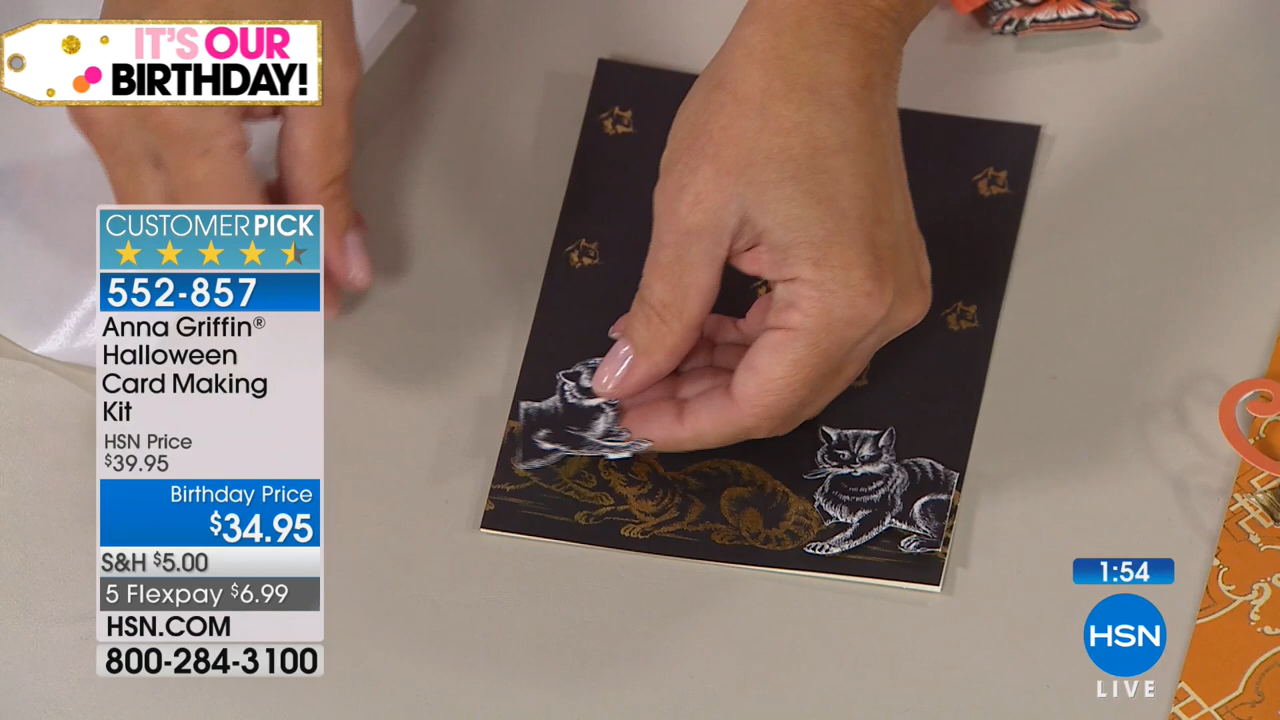 IT'S OUR
BIRTHDAY!
CUSTOMER PICK
552-857
Anna Griffin®
Halloween
Card Making
Kit
HSN Price
$39.95
Birthday Price
$34.95
S&H $5.00
5 Flexpay $6.99
HSN.COM
800-284-3100
1:54
HSN
LIVE